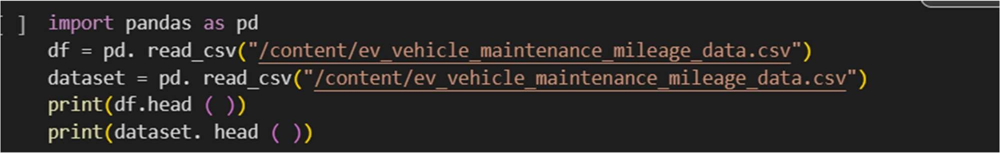 [ ] import pandas as pd
df = pd. read_csv("/content/ev_vehicle_maintenance_mileage_data.csv")
dataset = pd. read_csv("/content/ev_vehicle_maintenance_mileage_data.csv")
print(df.head ( ))
print(dataset. head ( ))